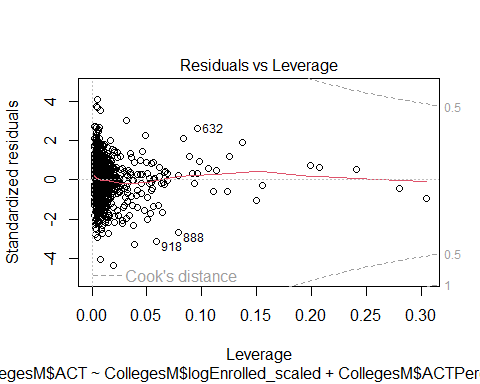 Residuals vs Leverage
Standardized residuals
4
2
0
-2
-4
632
888
918
Cook's distance
0.5
0.5
1
0.00 0.05 0.10 0.15 0.20 0.25 0.30
Leverage
egesM$ACT ~ CollegesM$logEnrolled_scaled + CollegesM$ACTPer